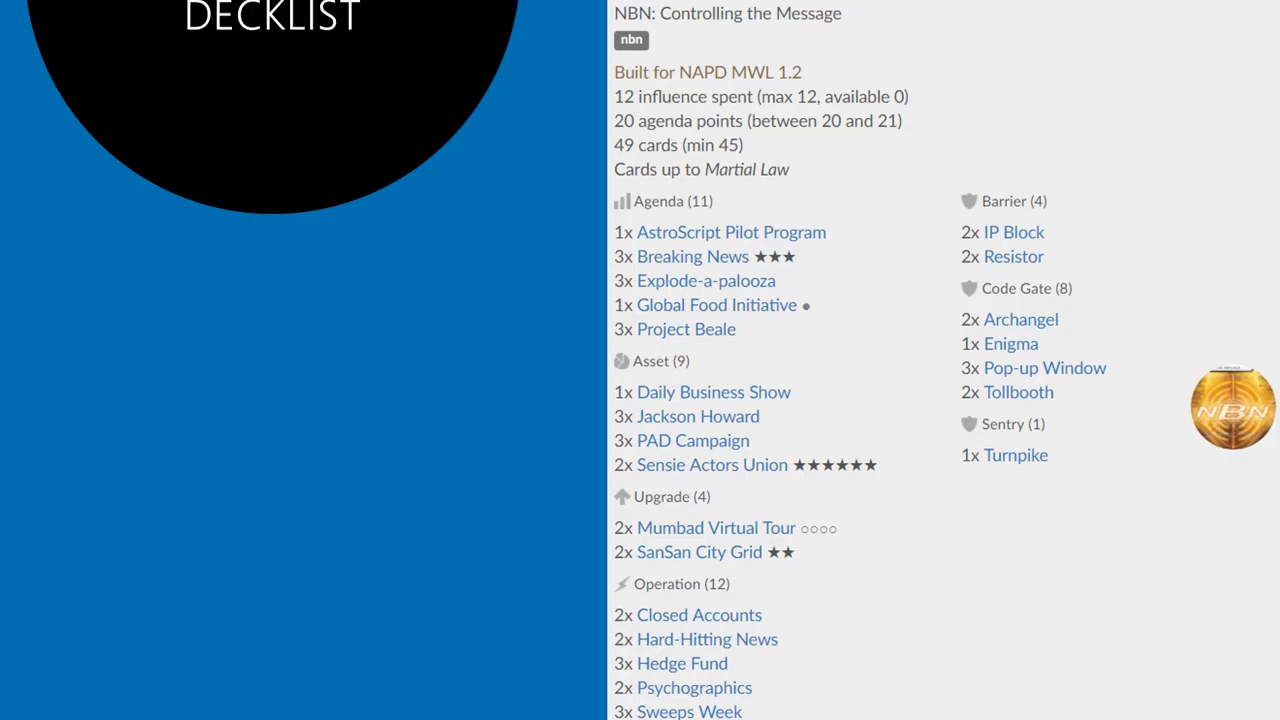 DECKLIST
NBN: Controlling the Message
nbn
Built for NAPD MWL 1.2
12 influence spent (max 12, available 0)
20 agenda points (between 20 and 21)
49 cards (min 45)
Cards up to Martial Law
Agenda (11)
1x AstroScript Pilot Program
3x Breaking News ★★★
3x Explode-a-palooza
1x Global Food Initiative ●
3x Project Beale
Asset (9)
1x Daily Business Show
3x Jackson Howard
3x PAD Campaign
2x Sensie Actors Union ★★★★★★
Upgrade (4)
2x Mumbad Virtual Tour ○○○○
2x SanSan City Grid ★★
Operation (12)
2x Closed Accounts
2x Hard-Hitting News
3x Hedge Fund
2x Psychographics
3x Sweeps Week
Barrier (4)
2x IP Block
2x Resistor
Code Gate (8)
2x Archangel
1x Enigma
3x Pop-up Window
2x Tollbooth
Sentry (1)
1x Turnpike
NBN